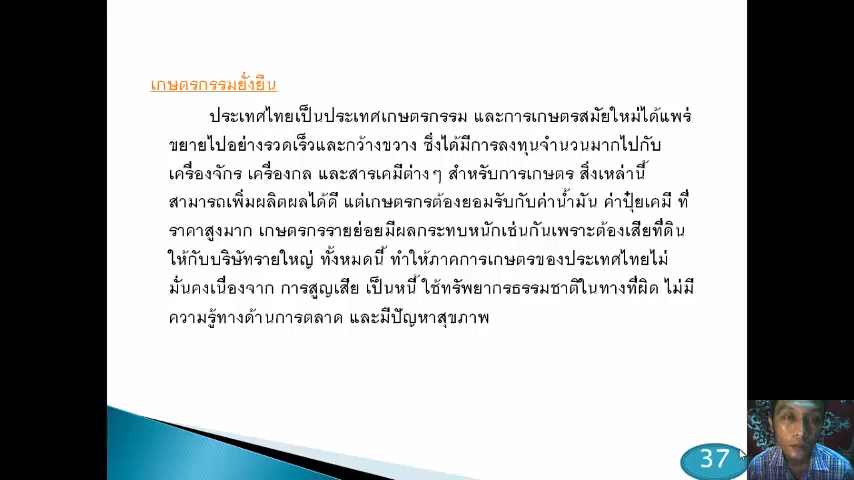 เกษตรกรรมยั่งยืน
ประเทศไทยเป็นประเทศเกษตรกรรม และการเกษตรสมัยใหม่ได้แพร่
ขยายไปอย่างรวดเร็วและกว้างขวาง ซึ่งได้มีการลงทุนจำนวนมากไปกับ
เครื่องจักร เครื่องกล และสารเคมีต่างๆ สำหรับการเกษตร สิ่งเหล่านี้
สามารถเพิ่มผลิตผลได้ดี แต่เกษตรกรต้องยอมรับกับค่าน้ำมัน ค่าปุ๋ยเคมี ที่
ราคาสูงมาก เกษตรกรรายย่อยมีผลกระทบหนักเช่นกันเพราะต้องเสียที่ดิน
ให้กับบริษัทรายใหญ่ ทั้งหมดนี้ ทำให้ภาคการเกษตรของประเทศไทยไม่
มั่นคงเนื่องจาก การสูญเสีย เป็นหนี้ ใช้ทรัพยากรธรรมชาติในทางที่ผิด ไม่มี
ความรู้ทางด้านการตลาด และมีปัญหาสุขภาพ
37